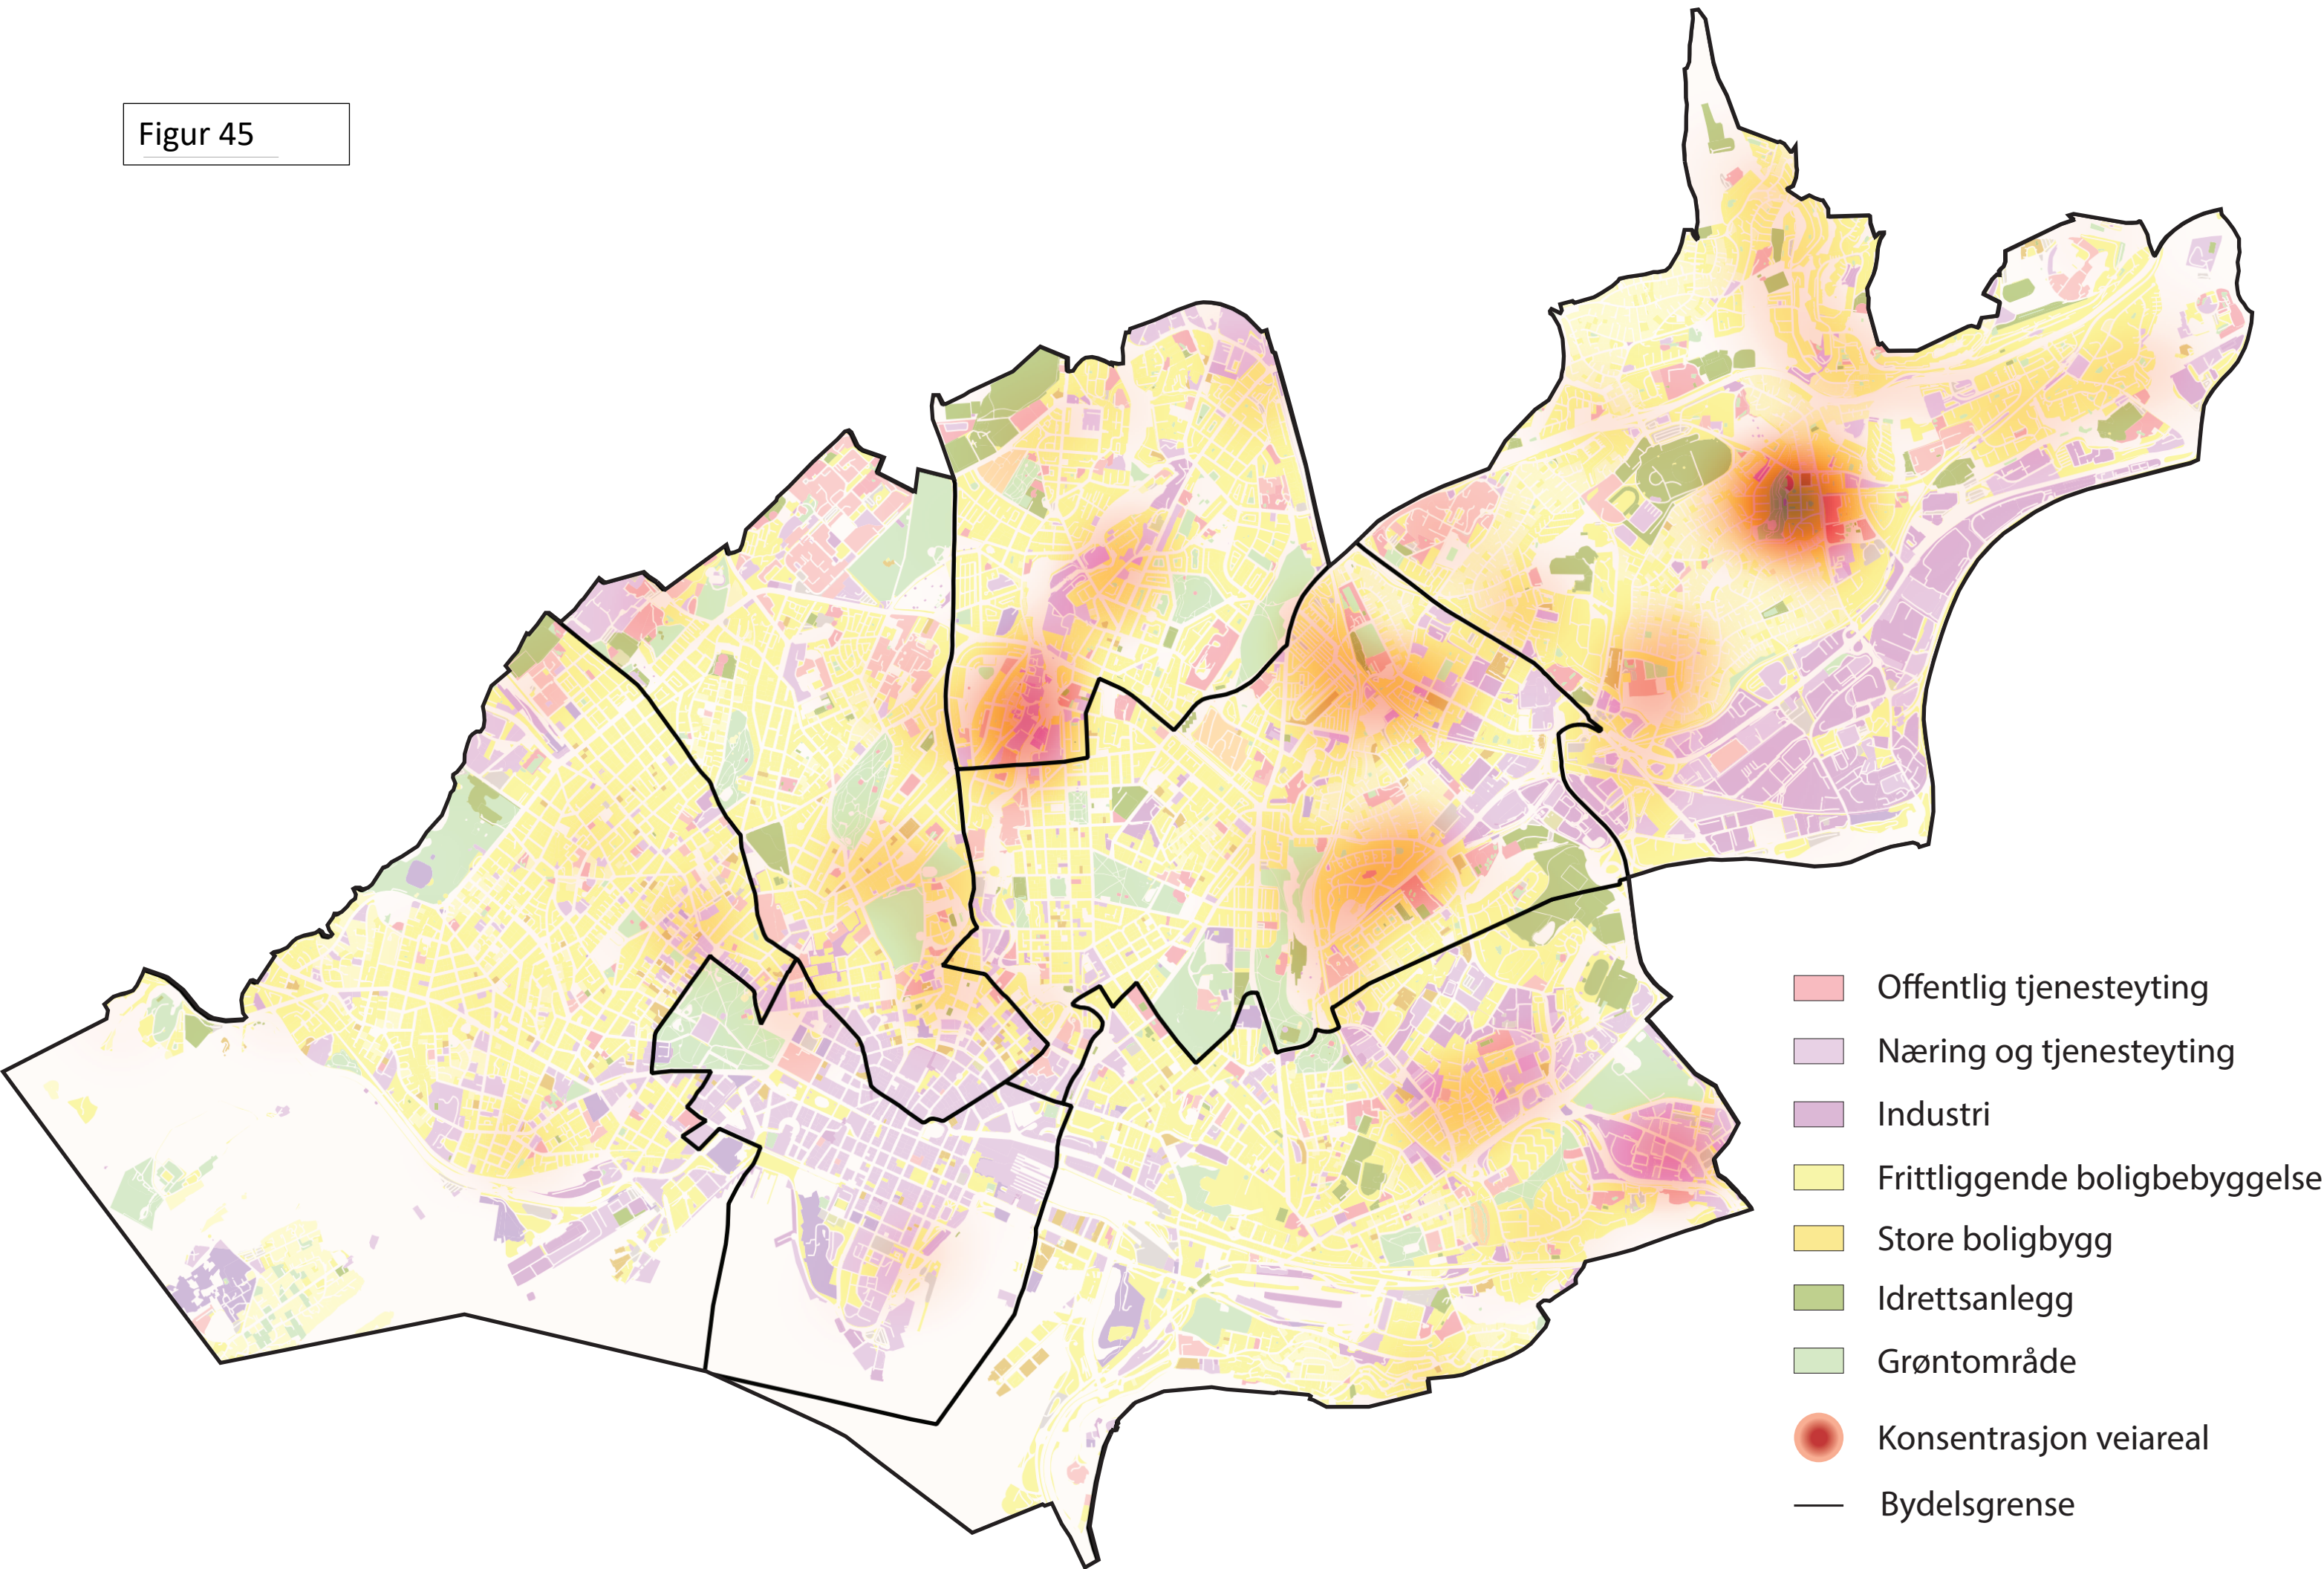 Figur 45
Offentlig tjenesteyting
Næring og tjenesteyting
Industri
Frittliggende boligbebyggelse
Store boligbygg
Idrettsanlegg
Grøntområde
Konsentrasjon veiareal
Bydelsgrense